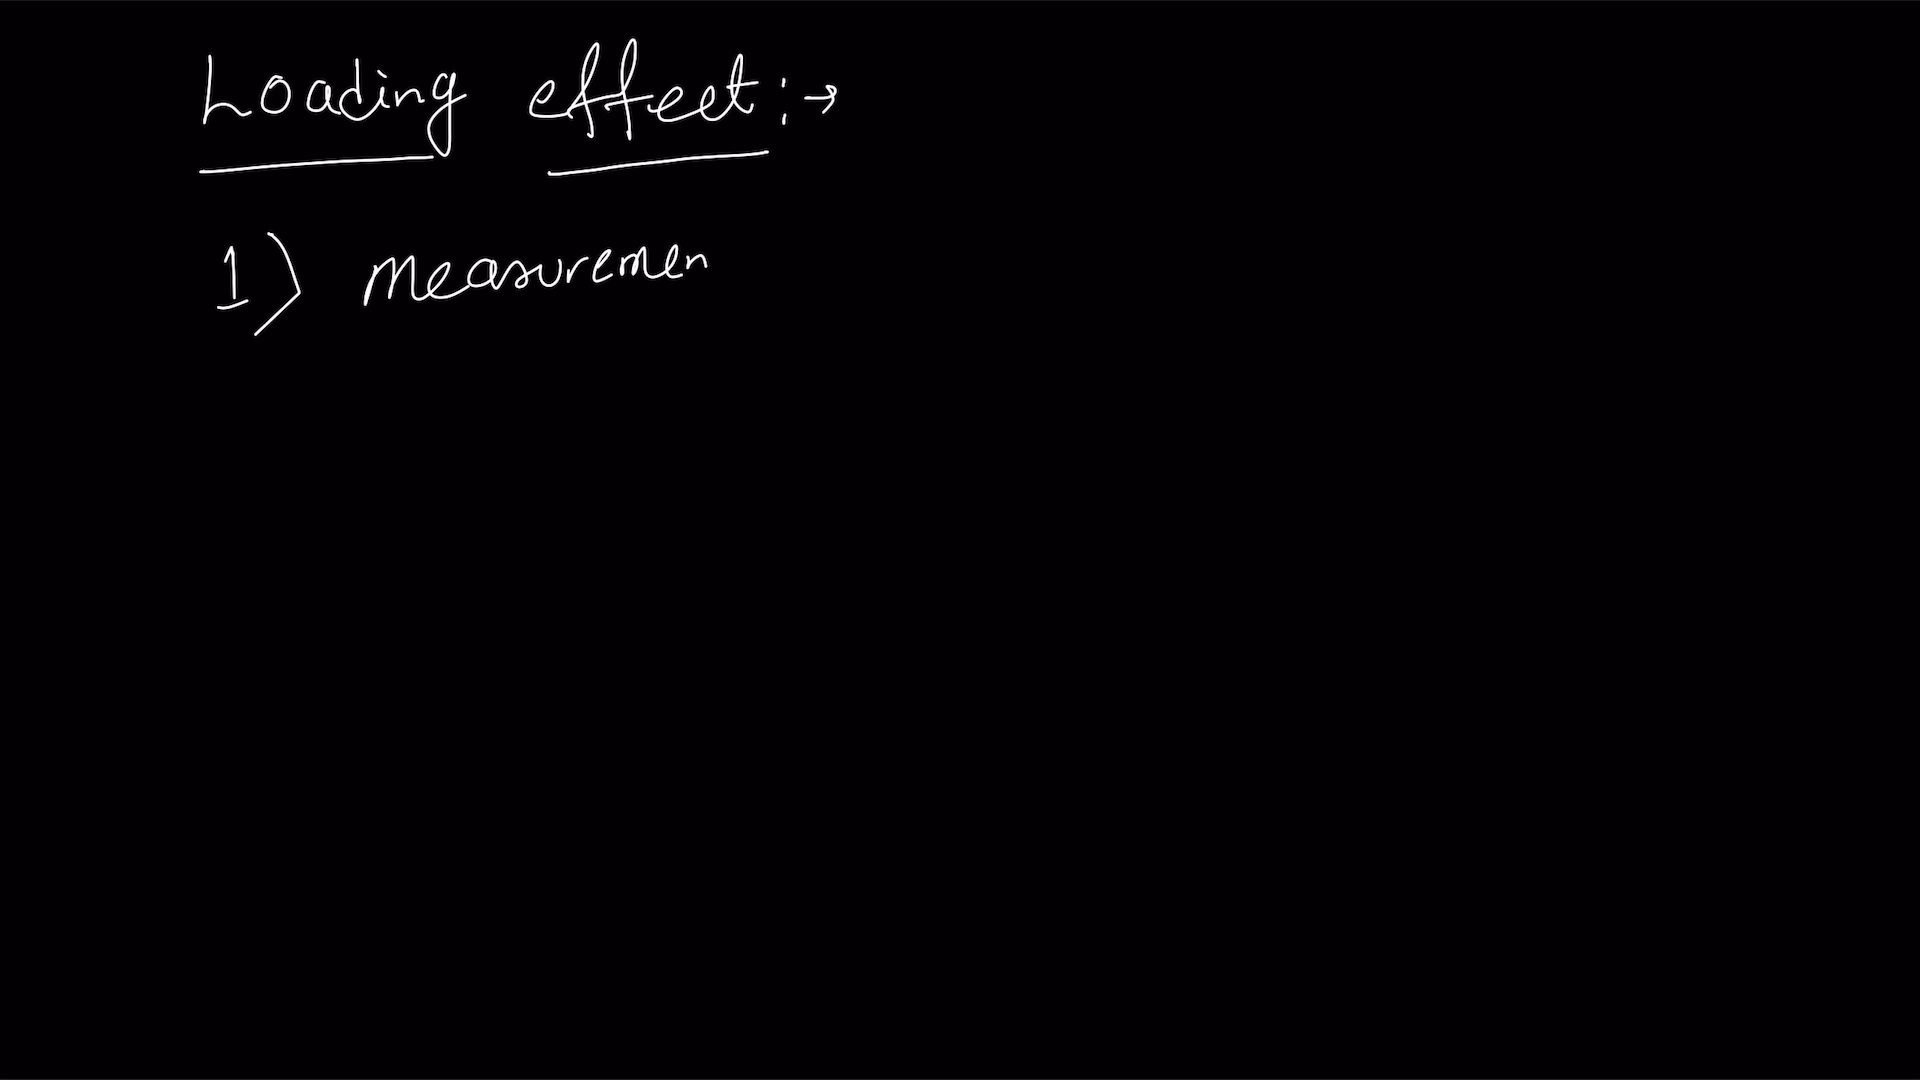 Loading effect :→
1) measuremen